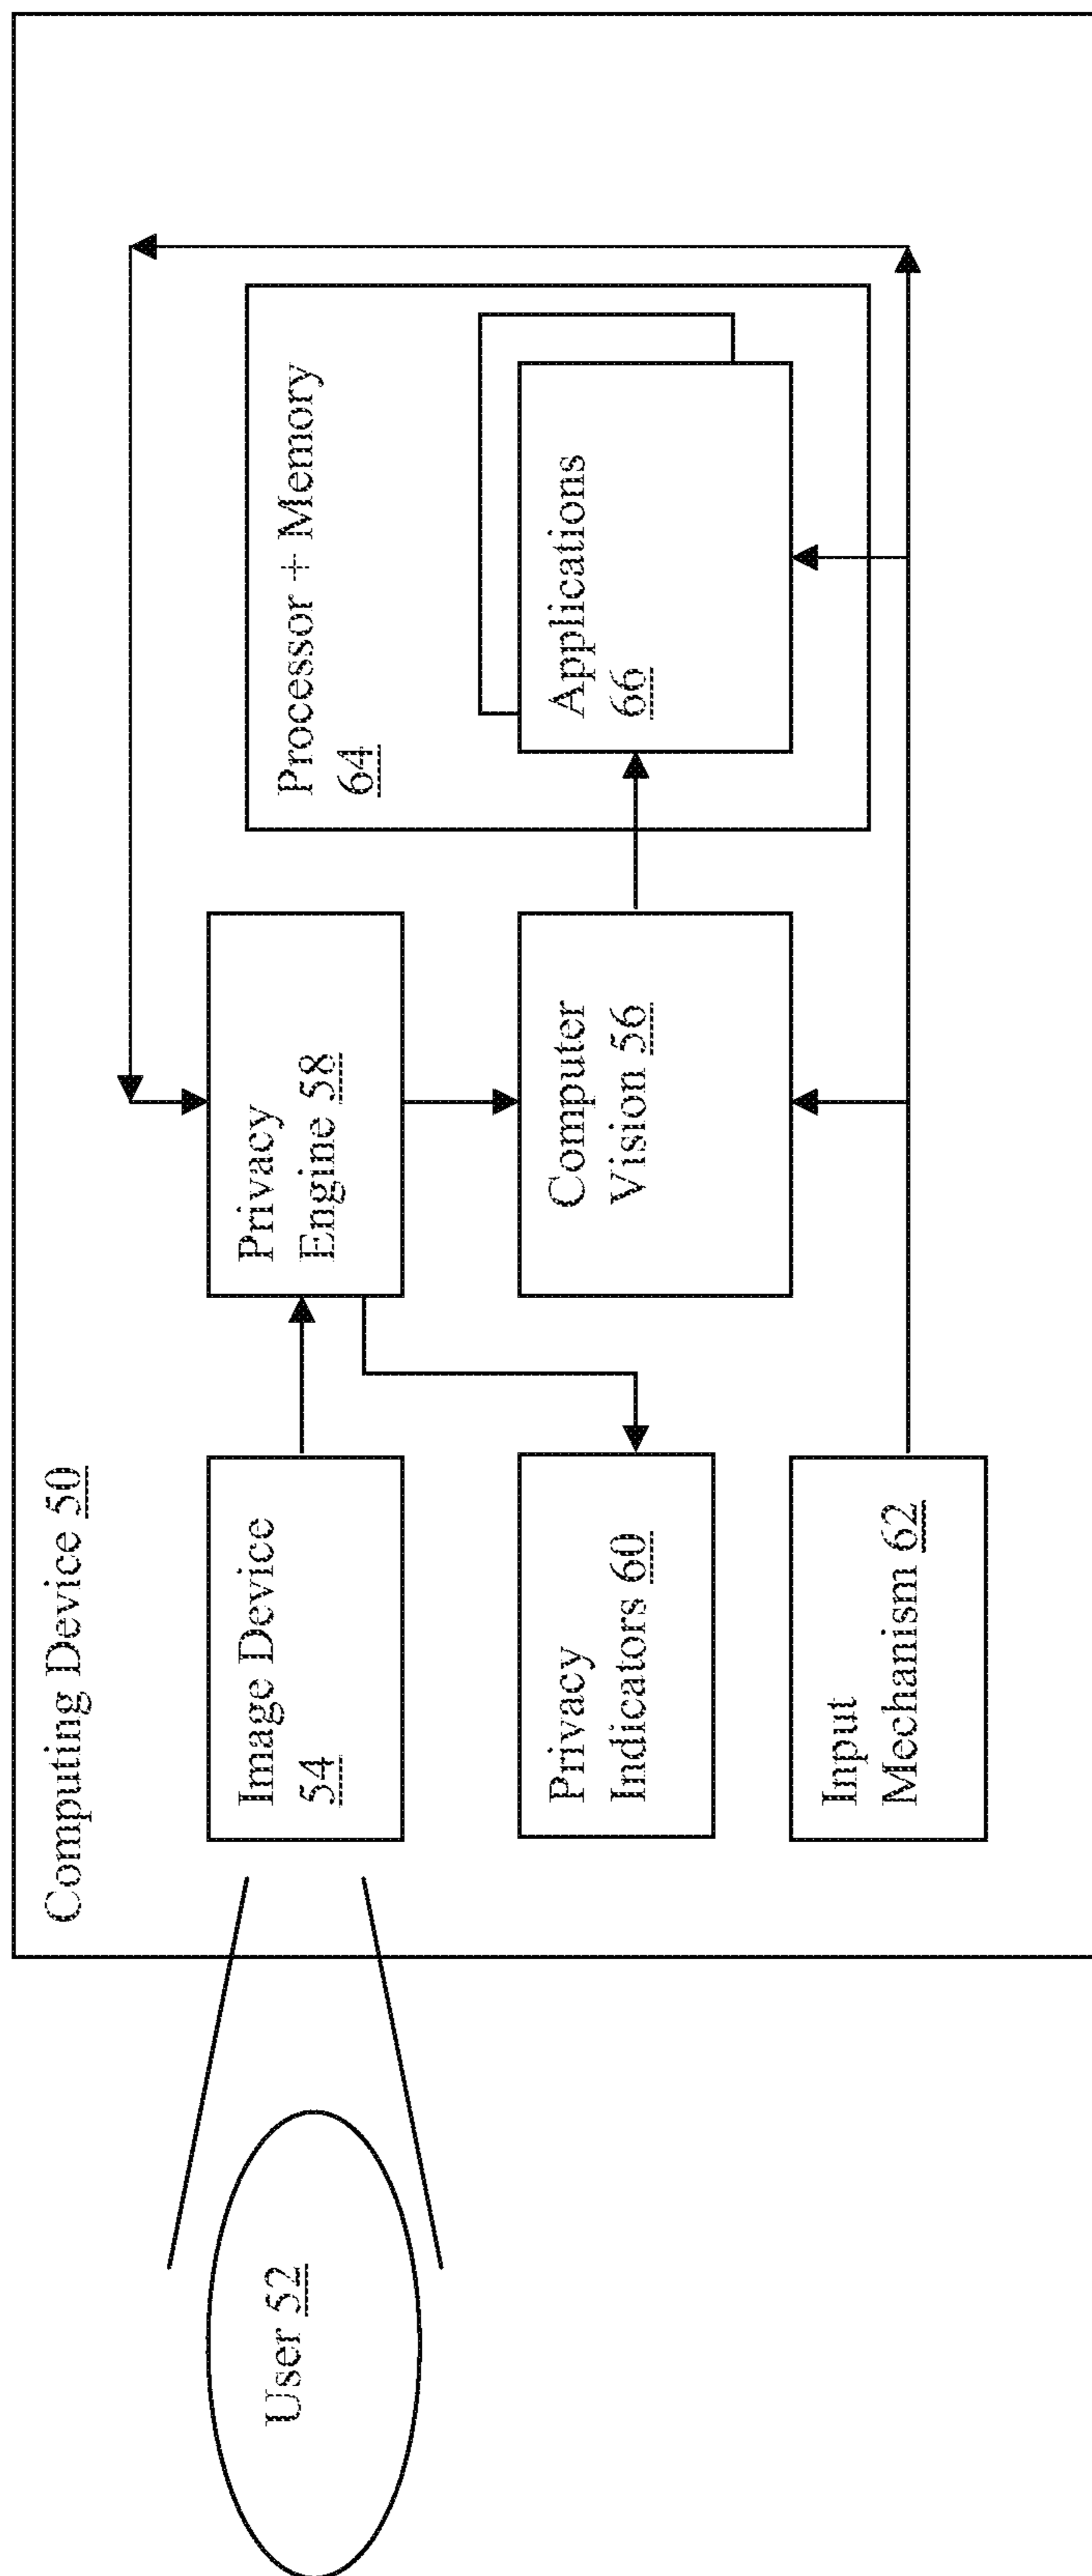 Computing Device 50
User 52
Image Device
54
Privacy
Engine 58
Processor + Memory
64
Privacy
Indicators 60
Computer
Vision 56
Applications
66
Input
Mechanism 62